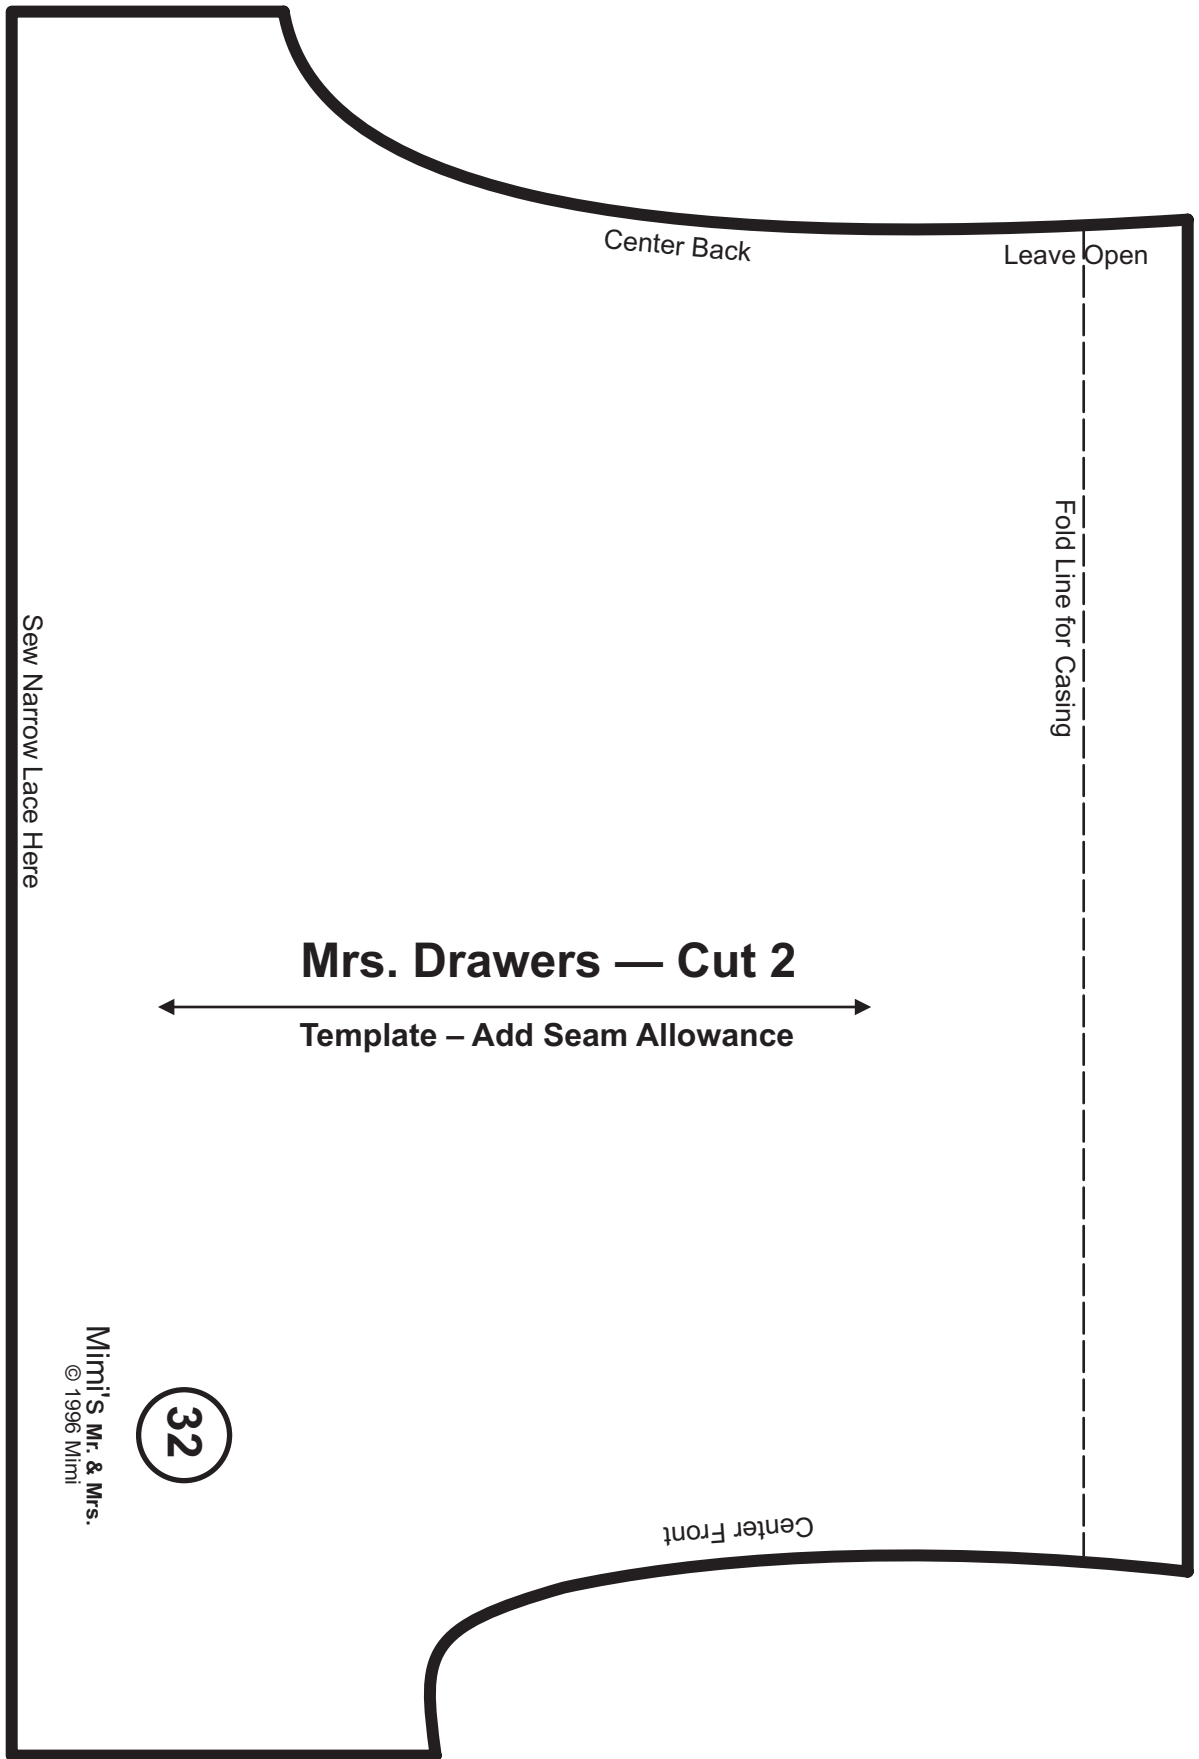 Center Back
Leave Open
Fold Line for Casing
Sew Narrow Lace Here
Mrs. Drawers — Cut 2
Template – Add Seam Allowance
Mimi'S Mr. & Mrs.
© 1996 Mimi
32
Center Front